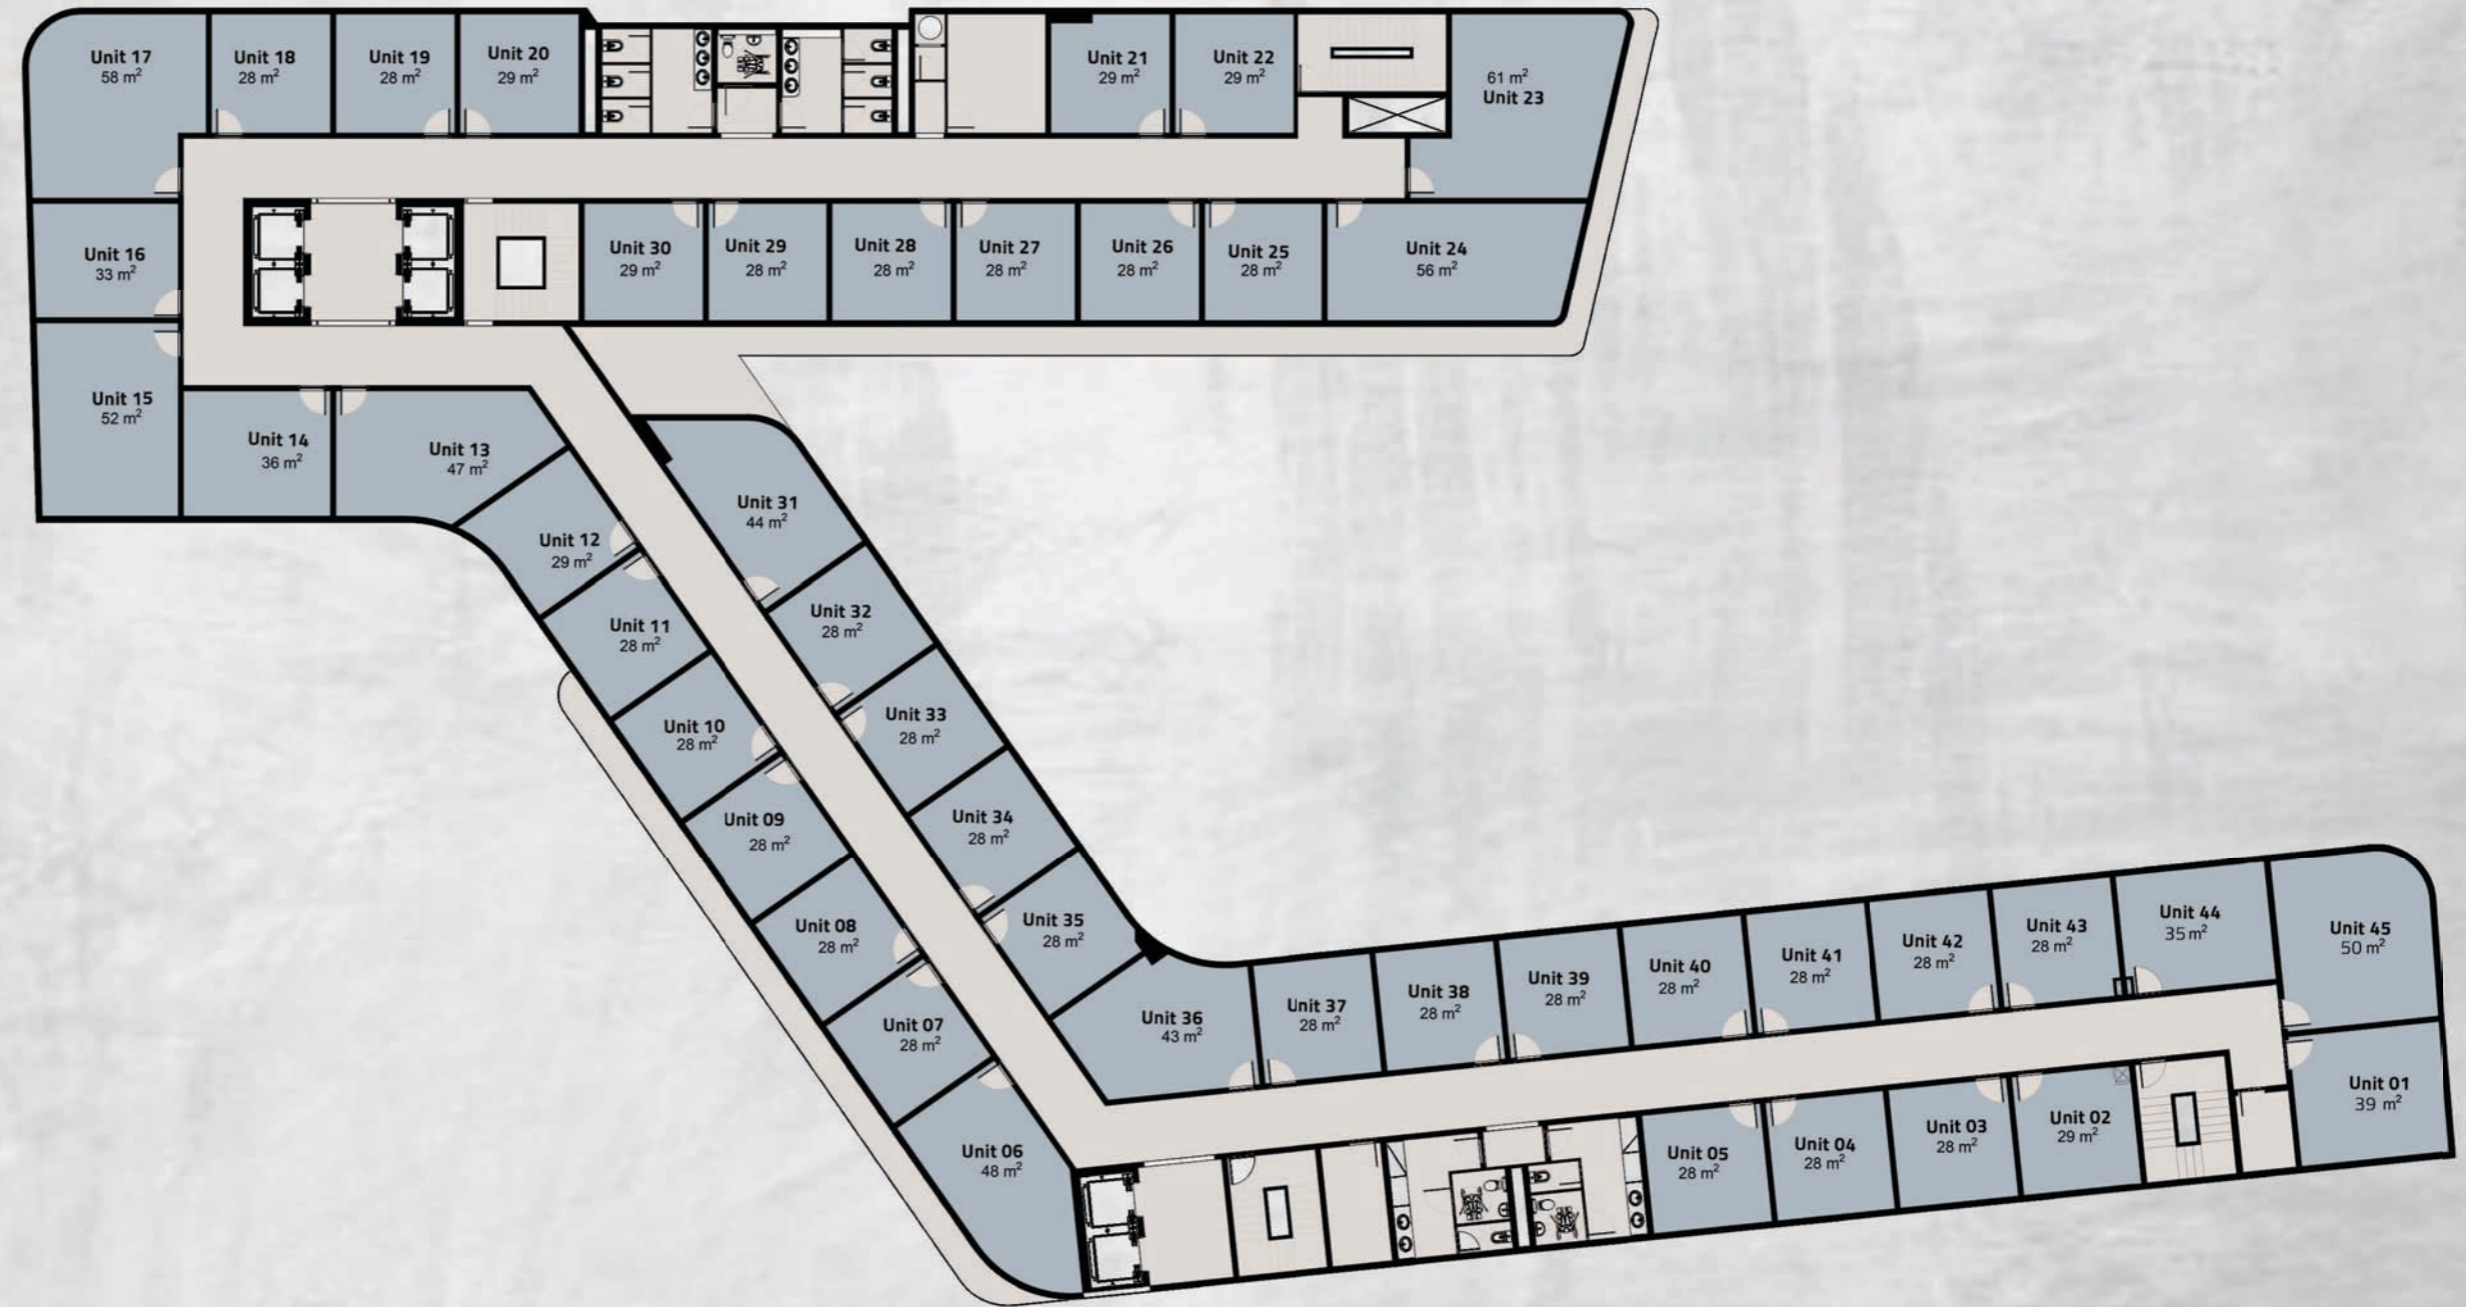 Unit 17
58 m²
Unit 18
28 m²
Unit 19
28 m²
Unit 20
29 m²
Unit 21
29 m²
Unit 22
29 m²
61 m²
Unit 23
Unit 16
33 m²
Unit 30
29 m²
Unit 29
28 m²
Unit 28
28 m²
Unit 27
28 m²
Unit 26
28 m²
Unit 25
28 m²
Unit 24
56 m²
Unit 15
52 m²
Unit 14
36 m²
Unit 13
47 m²
Unit 31
44 m²
Unit 12
29 m²
Unit 32
28 m²
Unit 11
28 m²
Unit 33
28 m²
Unit 10
28 m²
Unit 34
28 m²
Unit 09
28 m²
Unit 35
28 m²
Unit 08
28 m²
Unit 07
28 m²
Unit 36
43 m²
Unit 37
28 m²
Unit 38
28 m²
Unit 39
28 m²
Unit 40
28 m²
Unit 41
28 m²
Unit 42
28 m²
Unit 43
28 m²
Unit 44
35 m²
Unit 45
50 m²
Unit 06
48 m²
Unit 05
28 m²
Unit 04
28 m²
Unit 03
28 m²
Unit 02
29 m²
Unit 01
39 m²